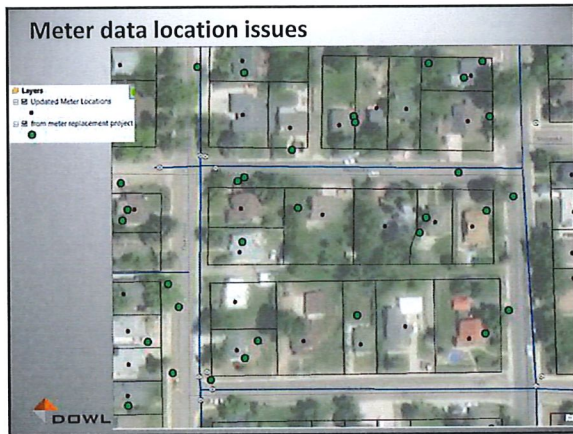 Meter data location issues
Layers
Updated Meter Locations
from meter replacement project
DOWL